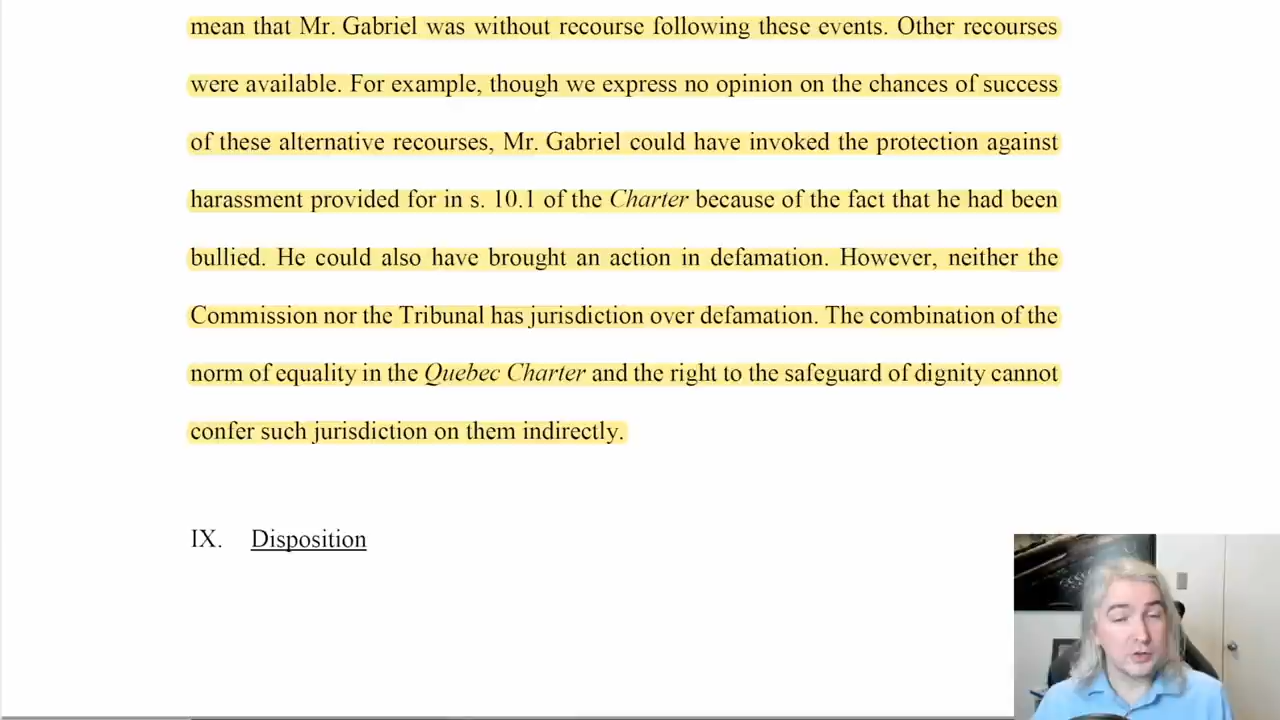 mean that Mr. Gabriel was without recourse following these events. Other recourses
were available. For example, though we express no opinion on the chances of success
of these alternative recourses, Mr. Gabriel could have invoked the protection against
harassment provided for in s. 10.1 of the Charter because of the fact that he had been
bullied. He could also have brought an action in defamation. However, neither the
Commission nor the Tribunal has jurisdiction over defamation. The combination of the
norm of equality in the Quebec Charter and the right to the safeguard of dignity cannot
confer such jurisdiction on them indirectly.
IX. Disposition